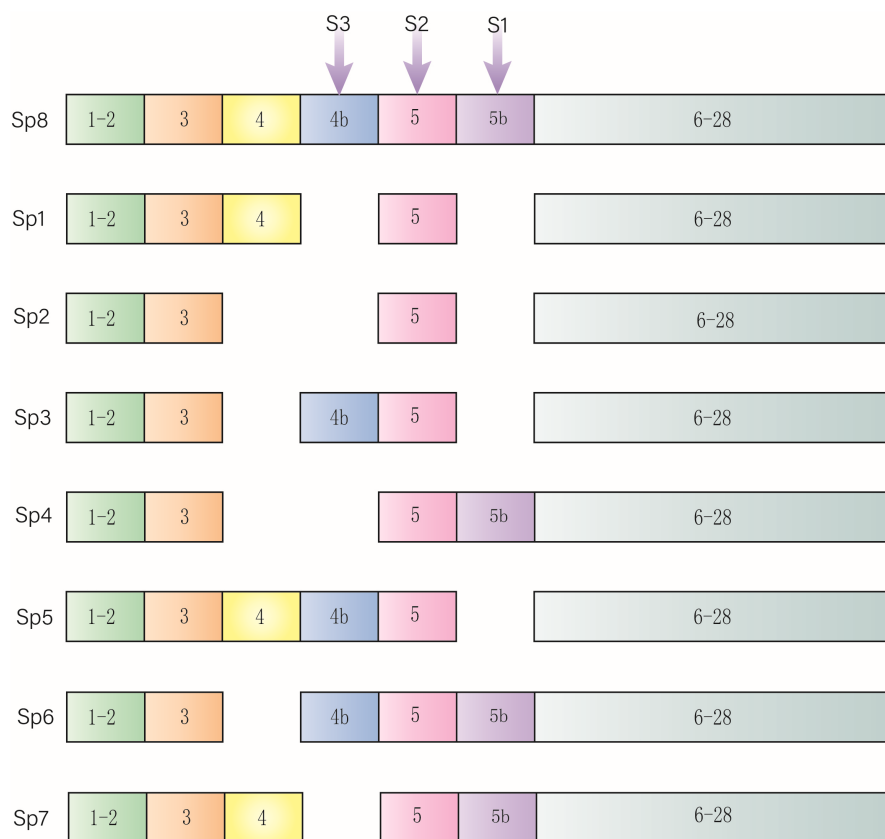 S3 S2 S1
Sp8 1-2 3 4 4b 5 5b 6-28
Sp1 1-2 3 4 5 6-28
Sp2 1-2 3 5 6-28
Sp3 1-2 3 4b 5 6-28
Sp4 1-2 3 5 5b 6-28
Sp5 1-2 3 4 4b 5 6-28
Sp6 1-2 3 4b 5 5b 6-28
Sp7 1-2 3 4 5 5b 6-28